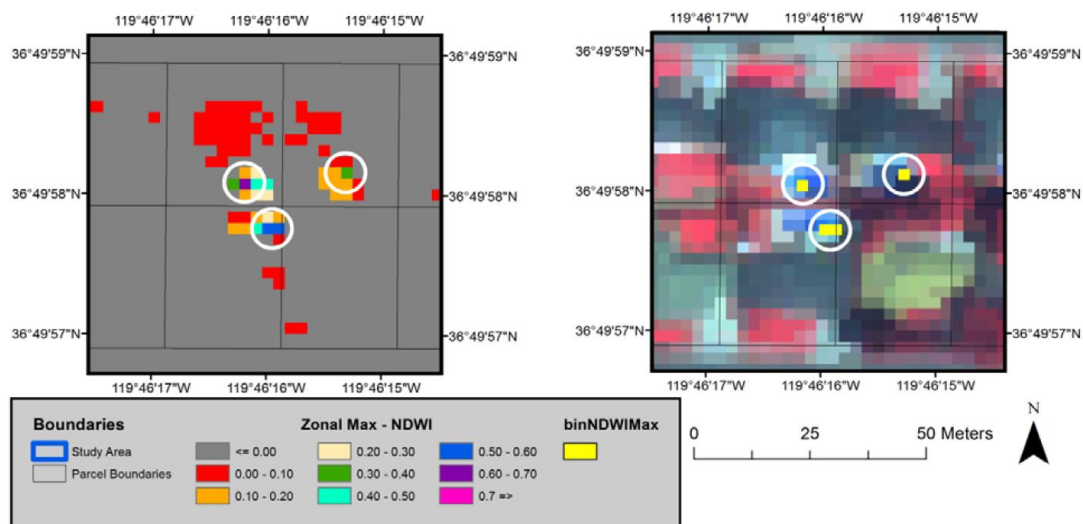 119°46'17"W 119°46'16"W 119°46'15"W
119°46'17"W 119°46'16"W 119°46'15"W
36°49'59"N 36°49'59"N
36°49'59"N 36°49'59"N
36°49'58"N 36°49'58"N
36°49'58"N 36°49'58"N
36°49'57"N 36°49'57"N
36°49'57"N 36°49'57"N
119°46'17"W 119°46'16"W 119°46'15"W
119°46'17"W 119°46'16"W 119°46'15"W
Boundaries
Study Area
Parcel Boundaries
Zonal Max - NDWI
<= 0.00
0.00 - 0.10
0.10 - 0.20
0.20 - 0.30
0.30 - 0.40
0.40 - 0.50
0.50 - 0.60
0.60 - 0.70
0.7 =>
binNDWIMax
0 25 50 Meters
N